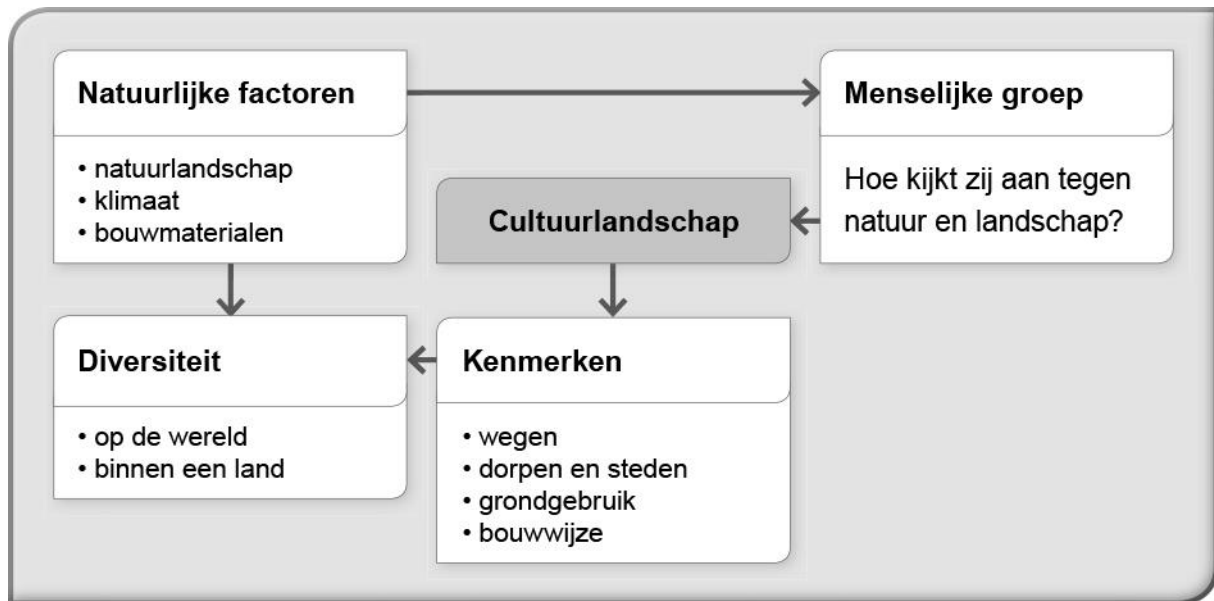 Natuurlijke factoren
• natuurlandschap
• klimaat
• bouwmaterialen
Menselijke groep
Hoe kijkt zij aan tegen
natuur en landschap?
Cultuurlandschap
Diversiteit
• op de wereld
• binnen een land
Kenmerken
• wegen
• dorpen en steden
• grondgebruik
• bouwwijze